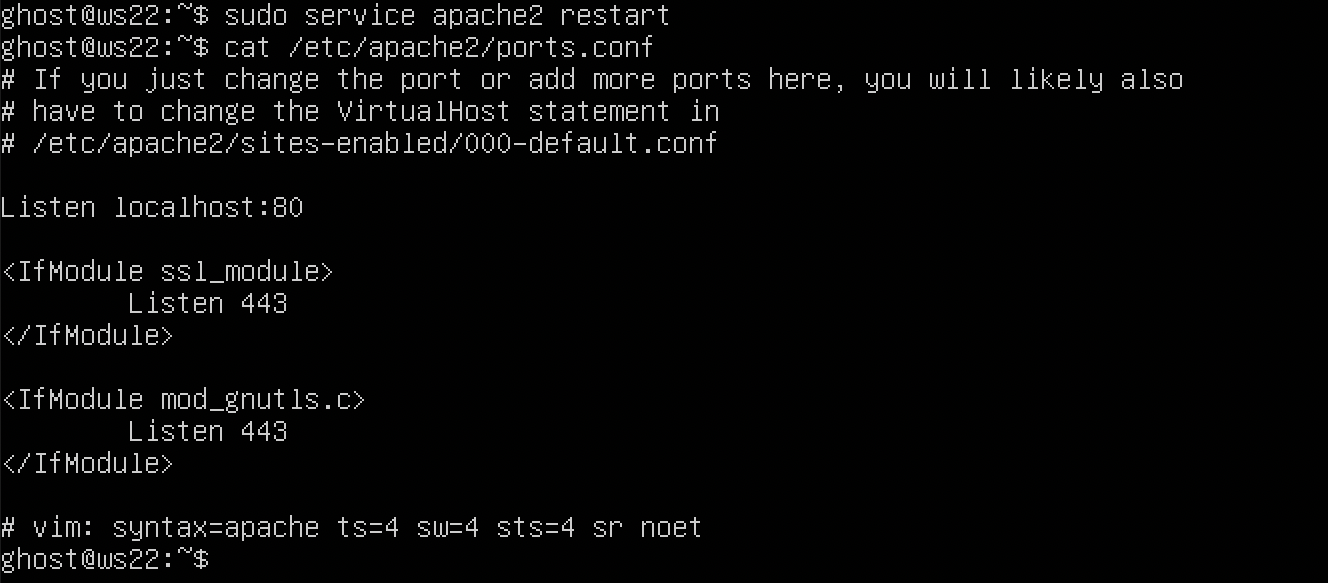 ghost@ws22:~$ sudo service apache2 restart
ghost@ws22:~$ cat /etc/apache2/ports.conf
# If you just change the port or add more ports here, you will likely also
# have to change the VirtualHost statement in
# /etc/apache2/sites-enabled/000-default.conf
Listen localhost:80
<IfModule ssl_module>
        Listen 443
</IfModule>
<IfModule mod_gnutls.c>
        Listen 443
</IfModule>
# vim: syntax=apache ts=4 sw=4 sts=4 sr noet
ghost@ws22:~$